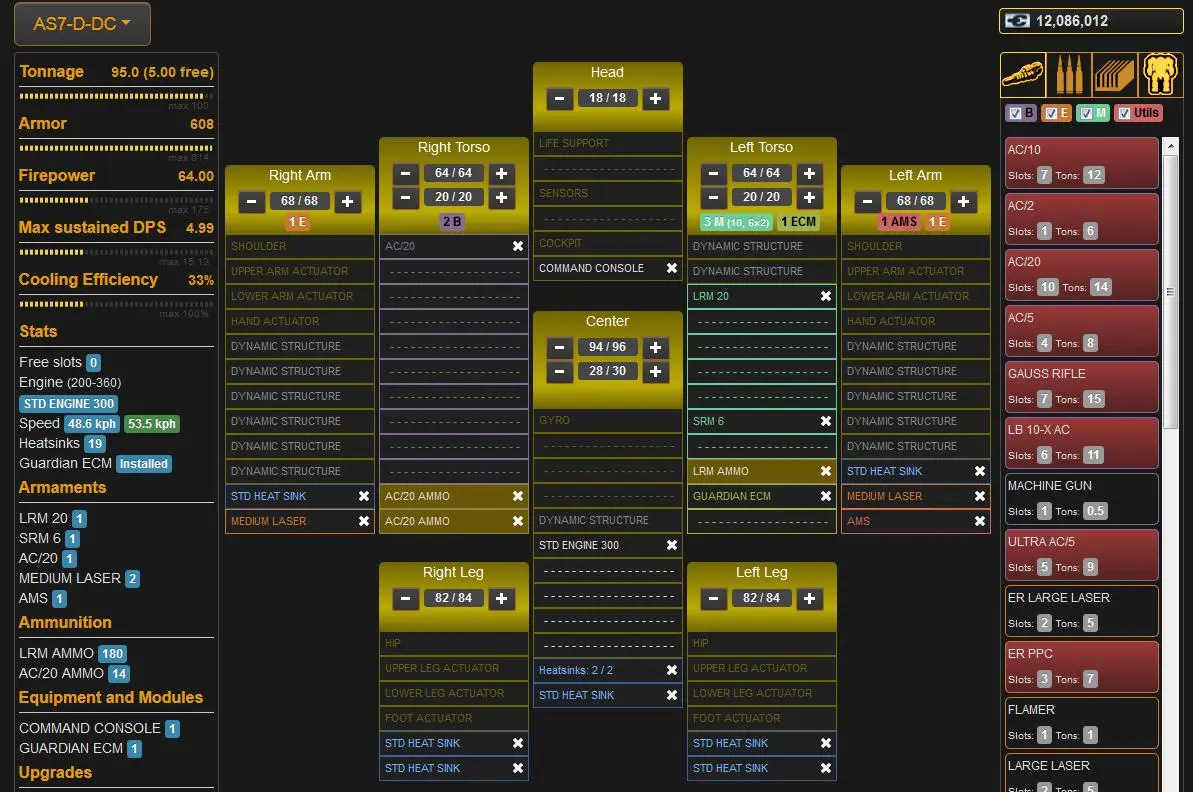 AS7-D-DC
12,086,012
Tonnage 95.0 (5.00 free)
max 100
Armor 608
max 614
Firepower 64.00
max 175
Max sustained DPS 4.99
max 15.13
Cooling Efficiency 33%
max 100%
Stats
Free slots 0
Engine (200-360)
STD ENGINE 300
Speed 48.6 kph 53.5 kph
Heatsinks 19
Guardian ECM Installed
Armaments
LRM 20 1
SRM 6 1
AC/20 1
MEDIUM LASER 2
AMS 1
Ammunition
LRM AMMO 180
AC/20 AMMO 14
Equipment and Modules
COMMAND CONSOLE 1
GUARDIAN ECM 1
Upgrades
Right Arm
- 68 / 68 +
1 E
SHOULDER
UPPER ARM ACTUATOR
LOWER ARM ACTUATOR
HAND ACTUATOR
DYNAMIC STRUCTURE
DYNAMIC STRUCTURE
DYNAMIC STRUCTURE
DYNAMIC STRUCTURE
DYNAMIC STRUCTURE
DYNAMIC STRUCTURE
STD HEAT SINK
MEDIUM LASER
Right Torso
- 64 / 64 +
- 20 / 20 +
2 B
AC/20
AC/20 AMMO
AC/20 AMMO
Head
- 18 / 18 +
LIFE SUPPORT
SENSORS
COCKPIT
COMMAND CONSOLE
Center
- 94 / 96 +
- 28 / 30 +
GYRO
DYNAMIC STRUCTURE
STD ENGINE 300
Heatsinks: 2 / 2
STD HEAT SINK
Left Torso
- 64 / 64 +
- 20 / 20 +
3 M (10, 6x2) 1 ECM
DYNAMIC STRUCTURE
DYNAMIC STRUCTURE
LRM 20
SRM 6
LRM AMMO
GUARDIAN ECM
Left Arm
- 68 / 68 +
1 AMS 1 E
SHOULDER
UPPER ARM ACTUATOR
LOWER ARM ACTUATOR
HAND ACTUATOR
DYNAMIC STRUCTURE
DYNAMIC STRUCTURE
DYNAMIC STRUCTURE
DYNAMIC STRUCTURE
DYNAMIC STRUCTURE
STD HEAT SINK
MEDIUM LASER
AMS
Right Leg
- 82 / 84 +
HIP
UPPER LEG ACTUATOR
LOWER LEG ACTUATOR
FOOT ACTUATOR
STD HEAT SINK
STD HEAT SINK
Left Leg
- 82 / 84 +
HIP
UPPER LEG ACTUATOR
LOWER LEG ACTUATOR
FOOT ACTUATOR
STD HEAT SINK
STD HEAT SINK
B E M Utils
AC/10
Slots: 7 Tons: 12
AC/2
Slots: 1 Tons: 6
AC/20
Slots: 10 Tons: 14
AC/5
Slots: 4 Tons: 8
GAUSS RIFLE
Slots: 7 Tons: 15
LB 10-X AC
Slots: 6 Tons: 11
MACHINE GUN
Slots: 1 Tons: 0.5
ULTRA AC/5
Slots: 5 Tons: 9
ER LARGE LASER
Slots: 2 Tons: 5
ER PPC
Slots: 3 Tons: 7
FLAMER
Slots: 1 Tons: 1
LARGE LASER
Slots: 2 Tons: 5